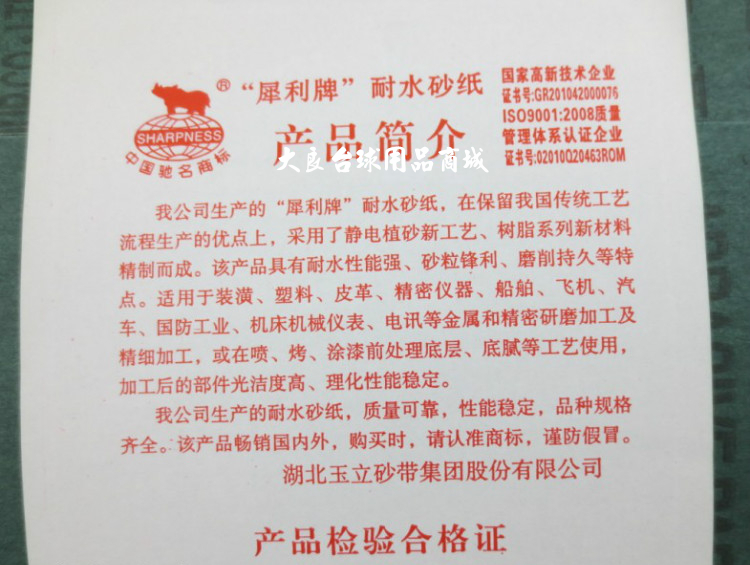 ®
“犀利牌”耐水砂纸
国家高新技术企业
证书号:GR201042000076
ISO9001:2008质量
管理体系认证企业
证书号:02010Q20463ROM
SHARPNESS
中国驰名商标
产品简介
大良台球用品商城
我公司生产的“犀利牌”耐水砂纸，在保留我国传统工艺
流程生产的优点上，采用了静电植砂新工艺、树脂系列新材料
精制而成。该产品具有耐水性能强、砂粒锋利、磨削持久等特
点。适用于装潢、塑料、皮革、精密仪器、船舶、飞机、汽
车、国防工业、机床机械仪表、电讯等金属和精密研磨加工及
精细加工，或在喷、烤、涂漆前处理底层、底腻等工艺使用，
加工后的部件光洁度高、理化性能稳定。
我公司生产的耐水砂纸，质量可靠，性能稳定，品种规格
齐全。该产品畅销国内外，购买时，请认准商标，谨防假冒。
湖北玉立砂带集团股份有限公司
产品检验合格证